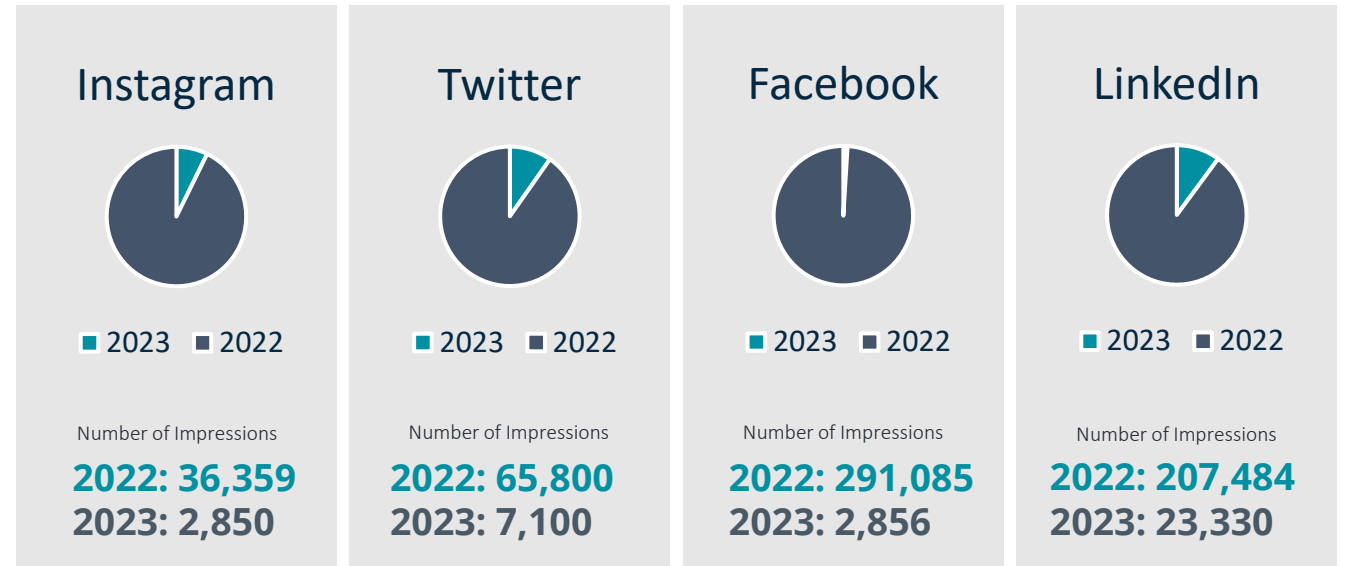 Instagram
2023 2022
Number of Impressions
2022: 36,359
2023: 2,850
Twitter
2023 2022
Number of Impressions
2022: 65,800
2023: 7,100
Facebook
2023 2022
Number of Impressions
2022: 291,085
2023: 2,856
LinkedIn
2023 2022
Number of Impressions
2022: 207,484
2023: 23,330